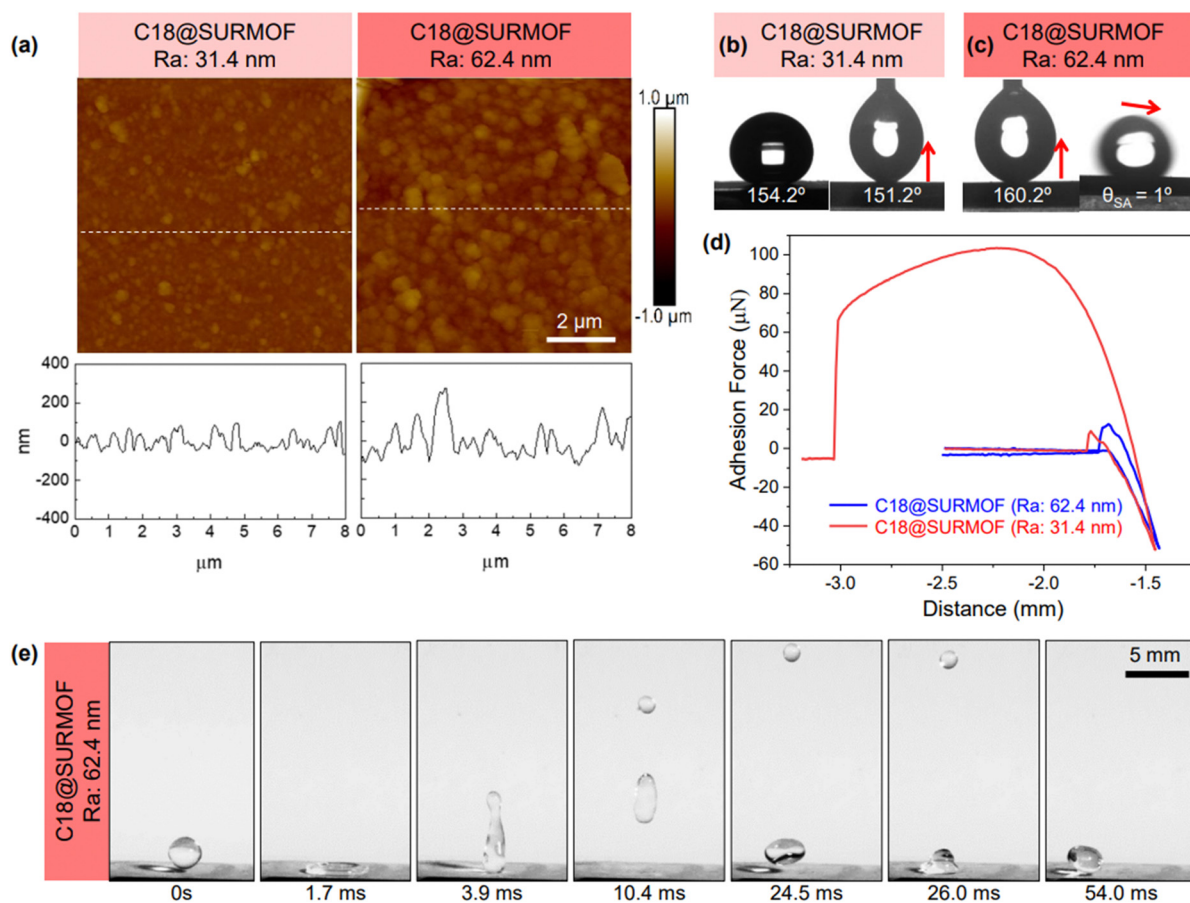 (a)
C18@SURMOF
Ra: 31.4 nm
C18@SURMOF
Ra: 62.4 nm
1.0 µm
-1.0 µm
2 µm
nm
400
200
0
-200
-400
0 1 2 3 4 5 6 7 8
µm
0 1 2 3 4 5 6 7 8
µm
(b)
C18@SURMOF
Ra: 31.4 nm
154.2º
151.2º
(c)
C18@SURMOF
Ra: 62.4 nm
160.2º
θSA = 1º
(d)
Adhesion Force (µN)
100
80
60
40
20
0
-20
-40
-60
C18@SURMOF (Ra: 62.4 nm)
C18@SURMOF (Ra: 31.4 nm)
-3.0 -2.5 -2.0 -1.5
Distance (mm)
(e)
C18@SURMOF
Ra: 62.4 nm
5 mm
0s 1.7 ms 3.9 ms 10.4 ms 24.5 ms 26.0 ms 54.0 ms